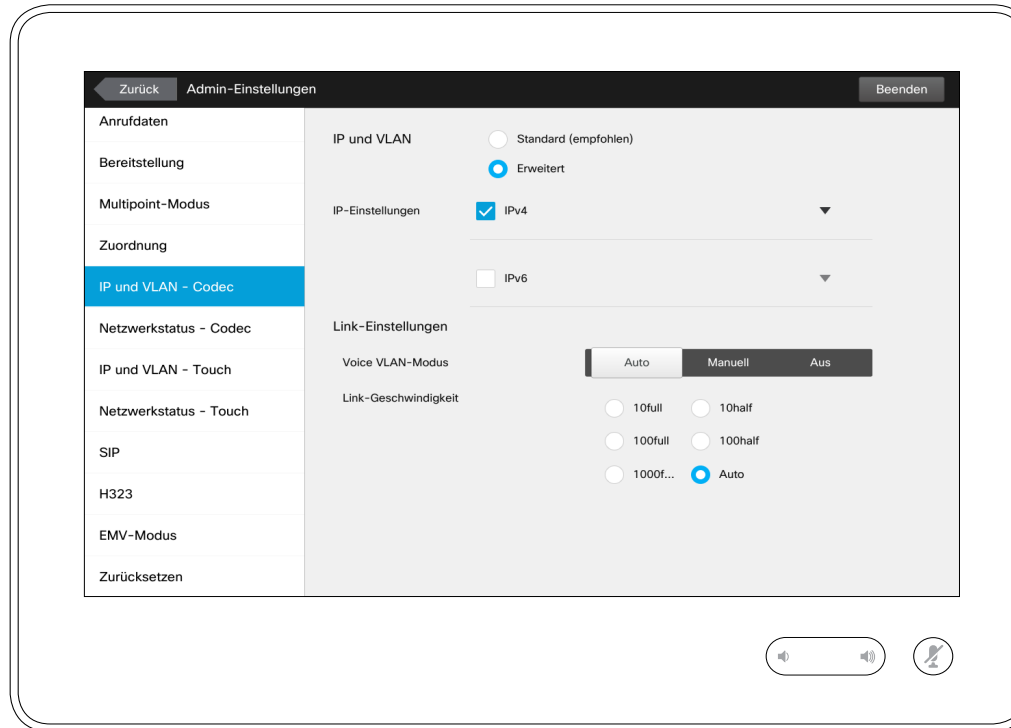 Zurück Admin-Einstellungen Beenden
Anrufdaten
Bereitstellung
Multipoint-Modus
Zuordnung
IP und VLAN - Codec
Netzwerkstatus - Codec
IP und VLAN - Touch
Netzwerkstatus - Touch
SIP
H323
EMV-Modus
Zurücksetzen
IP und VLAN Standard (empfohlen)
Erweitert
IP-Einstellungen IPv4
IPv6
Link-Einstellungen
Voice VLAN-Modus Auto Manuell Aus
Link-Geschwindigkeit
10full 10half
100full 100half
1000f... Auto